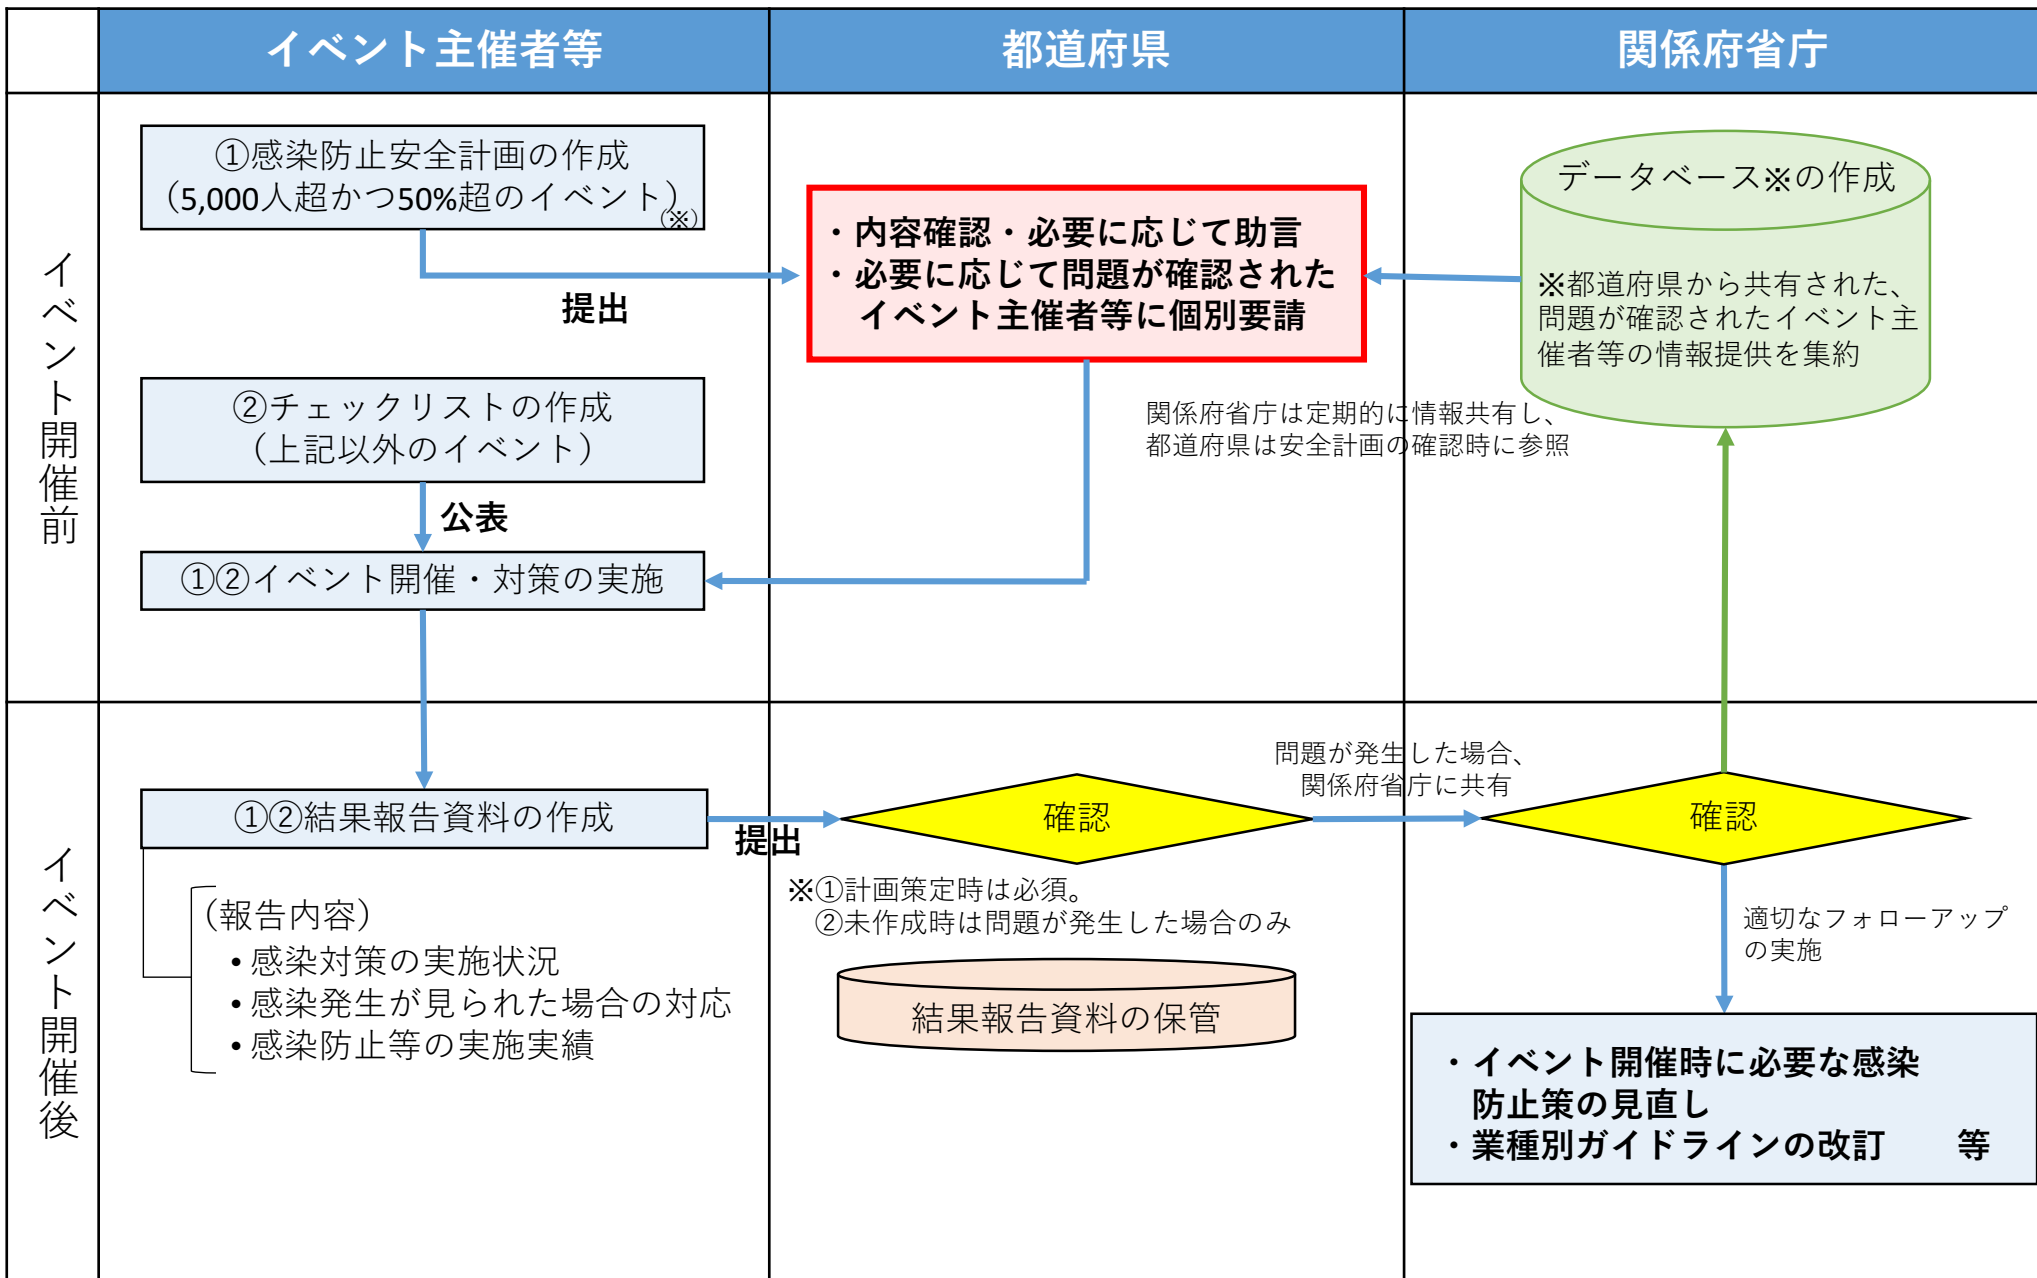 イベント主催者等
都道府県
関係府省庁
イベント開催前
①感染防止安全計画の作成
（5,000人超かつ50%超のイベント）
（※）
提出
②チェックリストの作成
（上記以外のイベント）
公表
①②イベント開催・対策の実施
・内容確認・必要に応じて助言
・必要に応じて問題が確認された
イベント主催者等に個別要請
関係府省庁は定期的に情報共有し、
都道府県は安全計画の確認時に参照
データベース※の作成
※都道府県から共有された、
問題が確認されたイベント主
催者等の情報提供を集約
イベント開催後
①②結果報告資料の作成
提出
（報告内容）
• 感染対策の実施状況
• 感染発生が見られた場合の対応
• 感染防止等の実施実績
確認
※①計画策定時は必須。
②未作成時は問題が発生した場合のみ
結果報告資料の保管
問題が発生した場合、
関係府省庁に共有
確認
適切なフォローアップ
の実施
・イベント開催時に必要な感染
防止策の見直し
・業種別ガイドラインの改訂 等